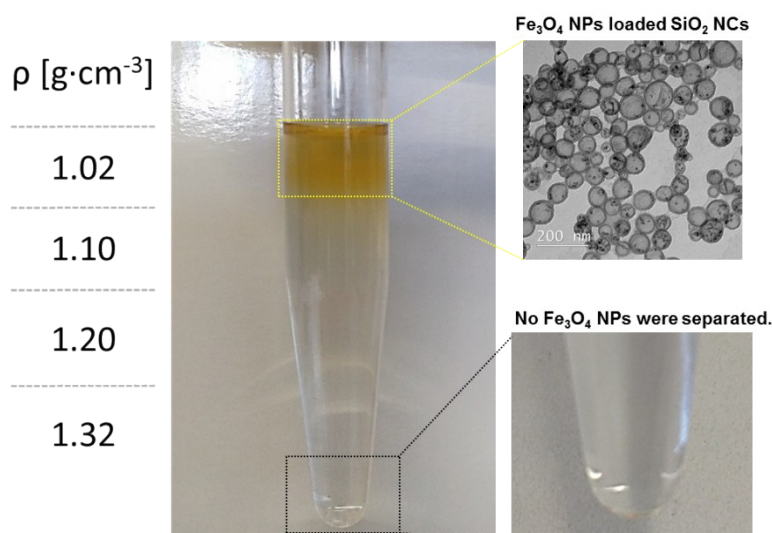 Fe₃O₄ NPs loaded SiO₂ NCs
ρ [g·cm⁻³]
1.02
1.10
1.20
1.32
200 nm
No Fe₃O₄ NPs were separated.